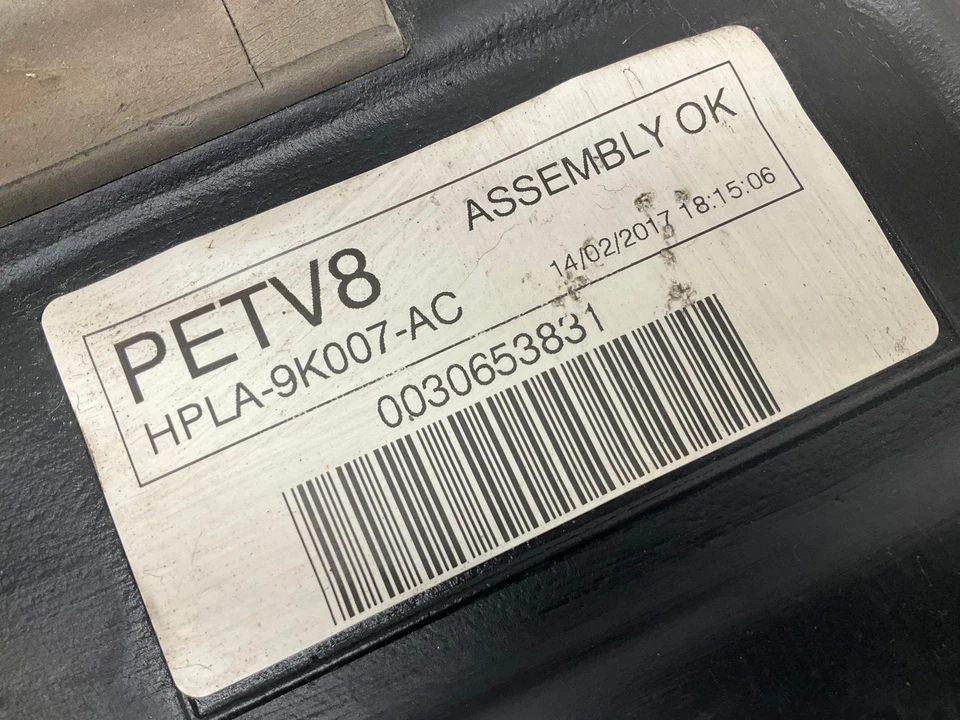 PETV8
ASSEMBLY OK
HPLA-9K007-AC
14/02/2017 18:15:06
0030653831